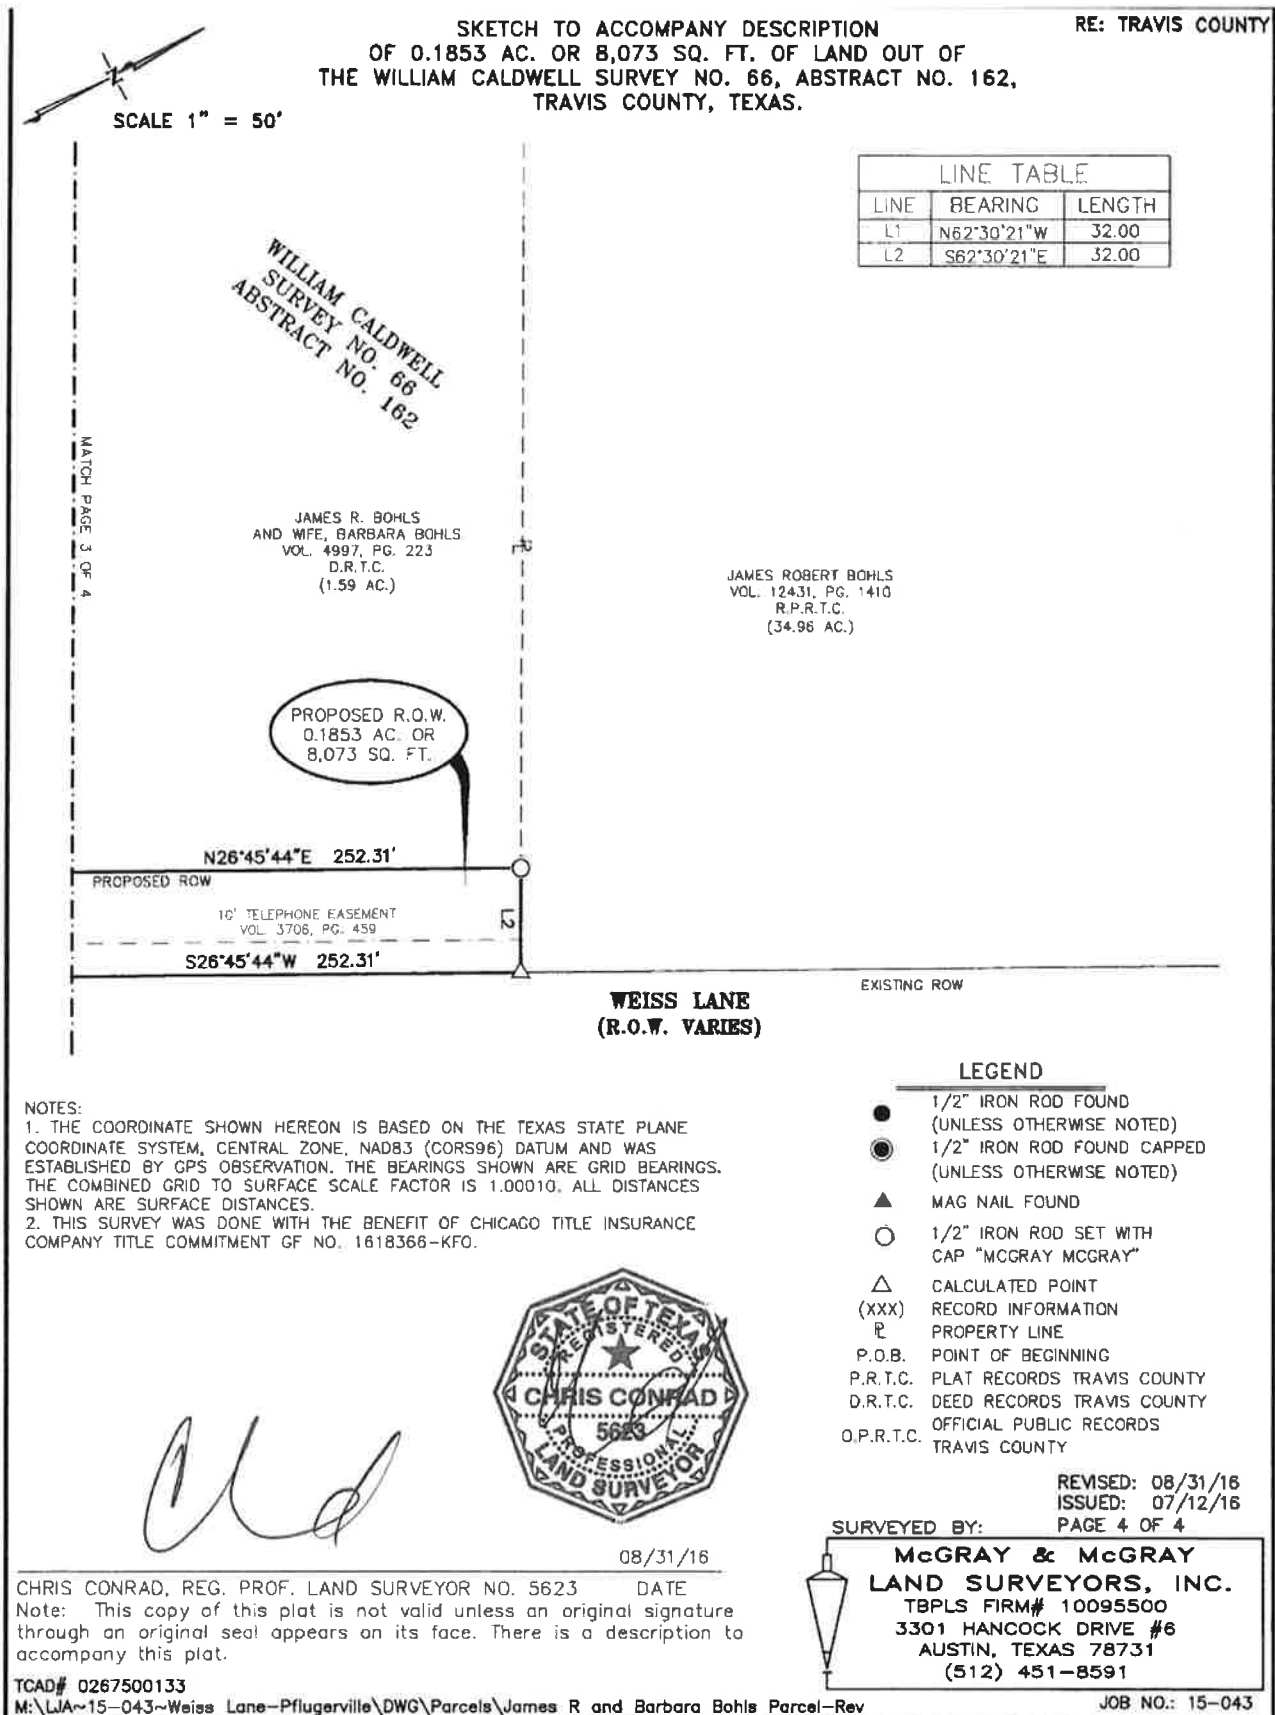 SKETCH TO ACCOMPANY DESCRIPTION
OF 0.1853 AC. OR 8,073 SQ. FT. OF LAND OUT OF
THE WILLIAM CALDWELL SURVEY NO. 66, ABSTRACT NO. 162,
TRAVIS COUNTY, TEXAS.
RE: TRAVIS COUNTY
SCALE 1" = 50'
LINE TABLE
LINE BEARING LENGTH
L1 N62°30'21"W 32.00
L2 S62°30'21"E 32.00
WILLIAM CALDWELL
SURVEY NO. 66
ABSTRACT NO. 162
MATCH PAGE 3 OF 4
JAMES R. BOHLS
AND WIFE, BARBARA BOHLS
VOL. 4997, PG. 223
D.R.T.C.
(1.59 AC.)
JAMES ROBERT BOHLS
VOL. 12431, PG. 1410
R.P.R.T.C.
(34.96 AC.)
PROPOSED R.O.W.
0.1853 AC. OR
8,073 SQ. FT.
N26°45'44"E 252.31'
PROPOSED ROW
10' TELEPHONE EASEMENT
VOL. 3706, PG. 459
L2
S26°45'44"W 252.31'
EXISTING ROW
WEISS LANE
(R.O.W. VARIES)
NOTES:
1. THE COORDINATE SHOWN HEREON IS BASED ON THE TEXAS STATE PLANE
COORDINATE SYSTEM, CENTRAL ZONE, NAD83 (CORS96) DATUM AND WAS
ESTABLISHED BY GPS OBSERVATION. THE BEARINGS SHOWN ARE GRID BEARINGS.
THE COMBINED GRID TO SURFACE SCALE FACTOR IS 1.00010. ALL DISTANCES
SHOWN ARE SURFACE DISTANCES.
2. THIS SURVEY WAS DONE WITH THE BENEFIT OF CHICAGO TITLE INSURANCE
COMPANY TITLE COMMITMENT GF NO. 1618366-KFO.
LEGEND
1/2" IRON ROD FOUND
(UNLESS OTHERWISE NOTED)
1/2" IRON ROD FOUND CAPPED
(UNLESS OTHERWISE NOTED)
MAG NAIL FOUND
1/2" IRON ROD SET WITH
CAP "MCGRAY MCGRAY"
CALCULATED POINT
(XXX) RECORD INFORMATION
PL PROPERTY LINE
P.O.B. POINT OF BEGINNING
P.R.T.C. PLAT RECORDS TRAVIS COUNTY
D.R.T.C. DEED RECORDS TRAVIS COUNTY
O.P.R.T.C. OFFICIAL PUBLIC RECORDS
TRAVIS COUNTY
STATE OF TEXAS
REGISTERED
CHRIS CONRAD
5623
PROFESSIONAL
LAND SURVEYOR
REVISED: 08/31/16
ISSUED: 07/12/16
PAGE 4 OF 4
SURVEYED BY:
McGRAY & McGRAY
LAND SURVEYORS, INC.
TBPLS FIRM# 10095500
3301 HANCOCK DRIVE #6
AUSTIN, TEXAS 78731
(512) 451-8591
08/31/16
CHRIS CONRAD, REG. PROF. LAND SURVEYOR NO. 5623 DATE
Note: This copy of this plat is not valid unless an original signature
through an original seal appears on its face. There is a description to
accompany this plat.
TCAD# 0267500133
M:\LJA~15-043~Weiss Lane-Pflugerville\DWG\Parcels\James R and Barbara Bohls Parcel-Rev
JOB NO.: 15-043